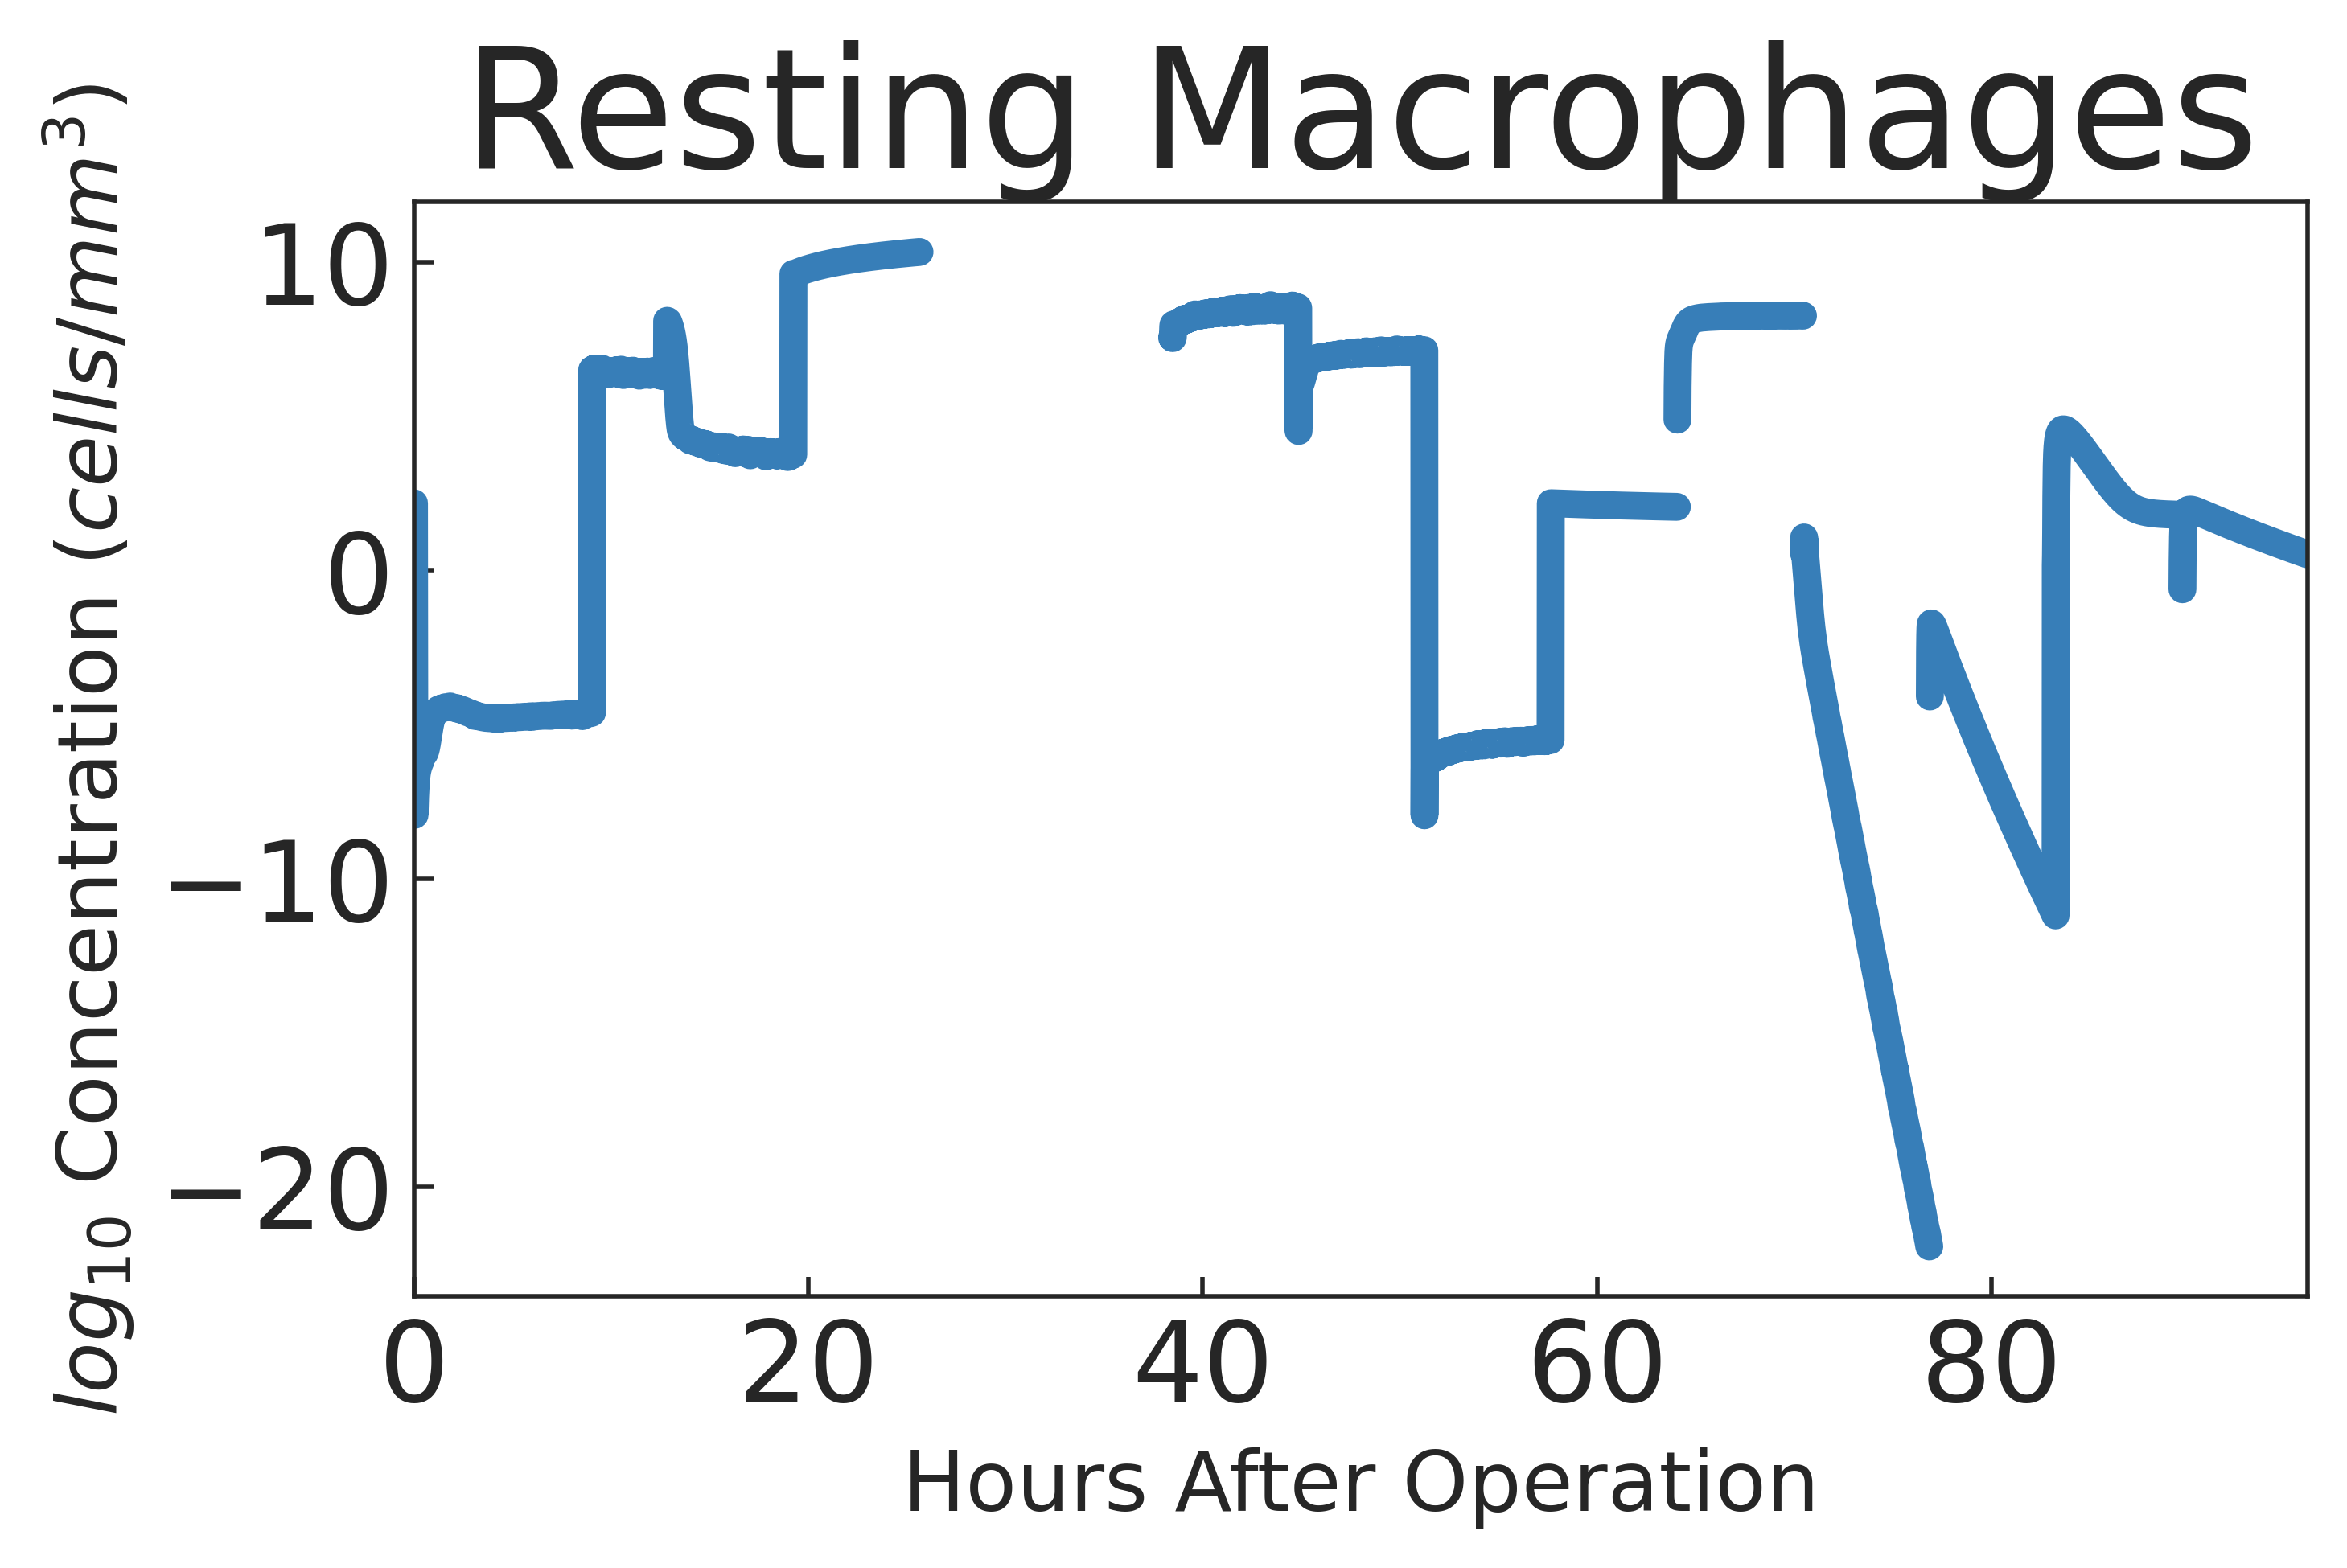 Resting Macrophages
log₁₀ Concentration (cells/mm³)
10
0
−10
−20
0 20 40 60 80
Hours After Operation